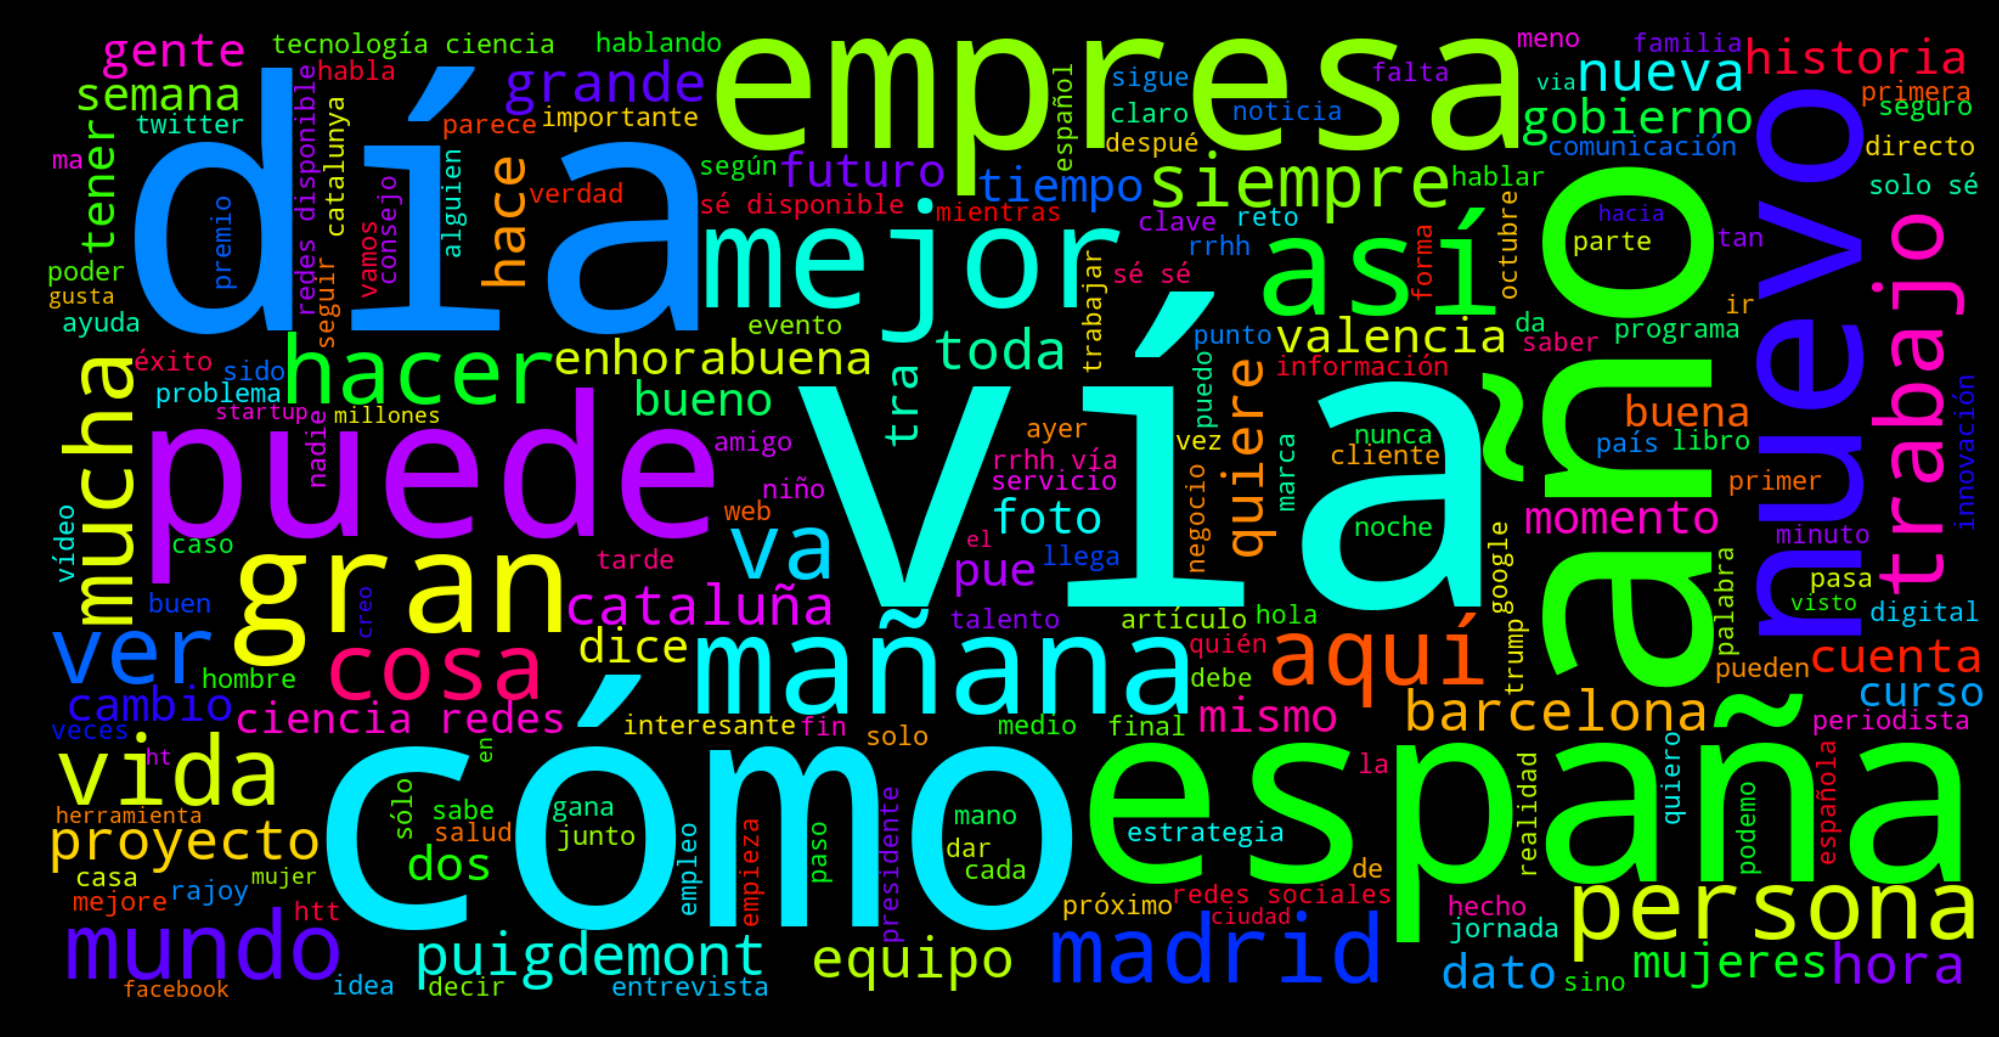 gente
tecnología ciencia
hablando
empresa
meno
familia
historia
semana
habla
grande
sigue
falta
via
nueva
primera
twitter
redes disponible
catalunya
parece
importante
español
claro
noticia
gobierno
seguro
ma
tener
día
consejo
alguien
hace
verdad
según
futuro
despué
tiempo
siempre
hablar
comunicación
directo
solo sé
premio
vamos
sé disponible
mientras
clave
reto
octubre
hacia
año
nuevo
poder
gusta
ayuda
seguir
mejor
rrhh
sé sé
así
forma
parte
tan
trabajo
evento
trabajar
ir
éxito
sido
hacer
enhorabuena
toda
punto
valencia
da
saber
programa
problema
mucha
startup
millones
bueno
tra
puedo
quiere
información
innovación
nadie
puede
amigo
ayer
vía
vez
nunca
cliente
buena
país
libro
rrhh vía
servicio
niño
web
foto
negocio
marca
noche
momento
primer
minuto
vídeo
caso
gran
tarde
va
el
llega
pue
google
palabra
pasa
visto
digital
buen
creo
cataluña
talento
artículo
hola
trump
ver
cosa
dice
mañana
quién
debe
aquí
pueden
cuenta
hombre
cambio
ciencia redes
interesante
fin
solo
medio
final
mismo
barcelona
curso
periodista
veces
ht
vida
en
cómo
españa
la
realidad
quiero
podemo
española
herramienta
proyecto
sólo
sabe
salud
gana
junto
dos
empleo
empieza
paso
presidente
mano
dar
cada
estrategia
de
casa
mejore
rajoy
mujer
htt
próximo
redes sociales
ciudad
hecho
jornada
persona
mundo
puigdemont
equipo
madrid
dato
sino
mujeres
hora
facebook
idea
decir
entrevista